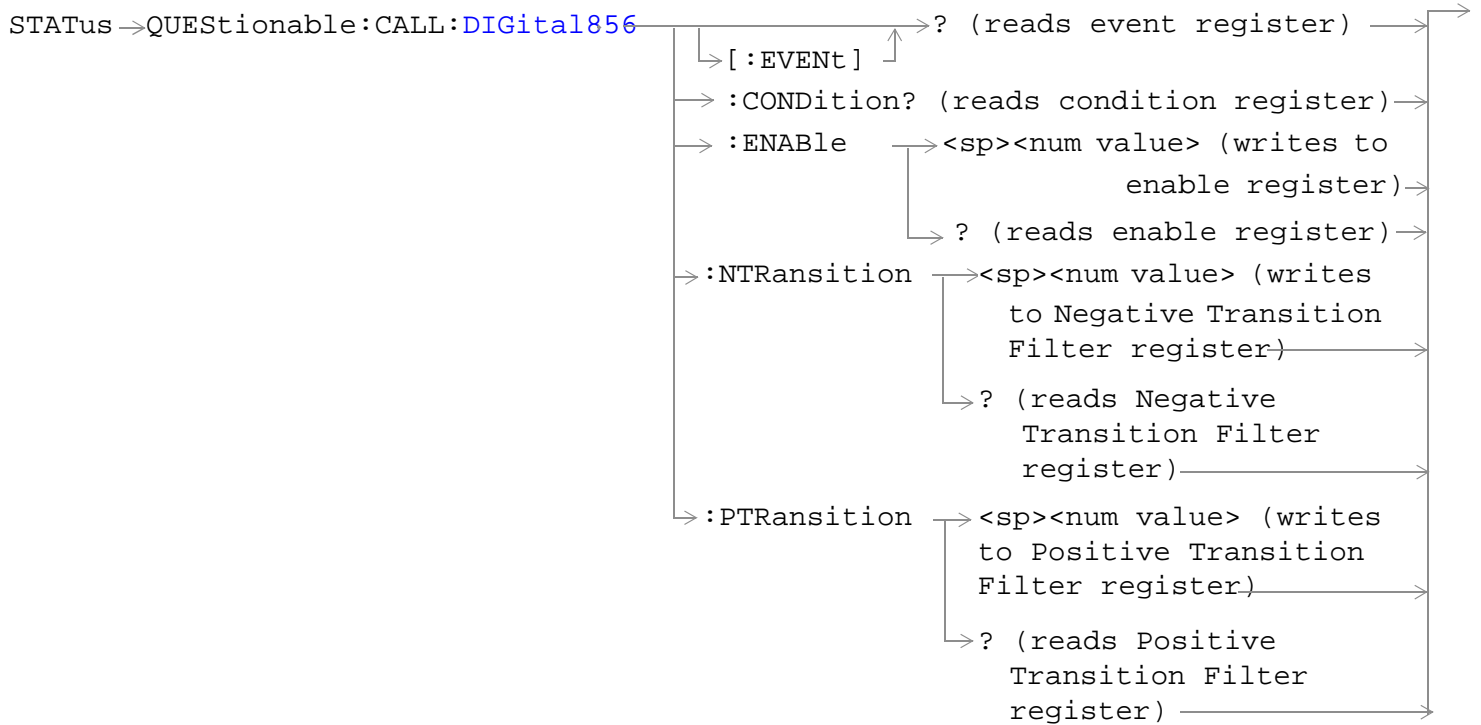 STATus QUEStionable:CALL:DIGital856 ? (reads event register)
[:EVENt]
:CONDition? (reads condition register)
:ENABle <sp><num value> (writes to
enable register)
? (reads enable register)
:NTRansition <sp><num value> (writes
to Negative Transition
Filter register)
? (reads Negative
Transition Filter
register)
:PTRansition <sp><num value> (writes
to Positive Transition
Filter register)
? (reads Positive
Transition Filter
register)